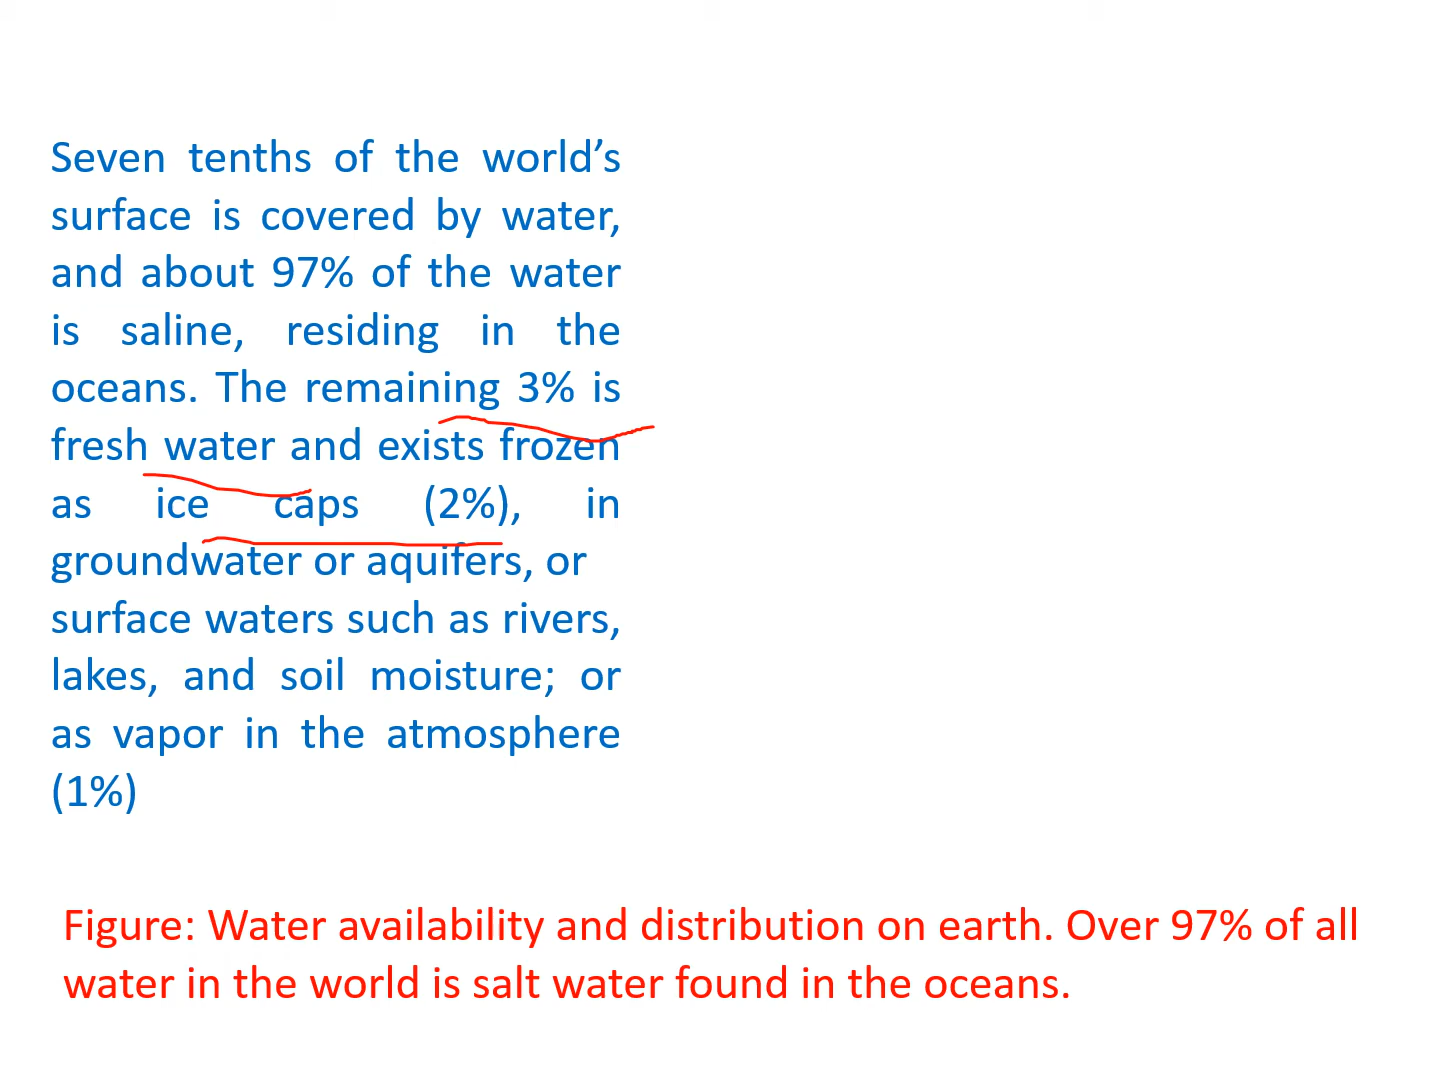 Seven tenths of the world’s
surface is covered by water,
and about 97% of the water
is saline, residing in the
oceans. The remaining 3% is
fresh water and exists frozen
as ice caps (2%), in
groundwater or aquifers, or
surface waters such as rivers,
lakes, and soil moisture; or
as vapor in the atmosphere
(1%)
Figure: Water availability and distribution on earth. Over 97% of all
water in the world is salt water found in the oceans.